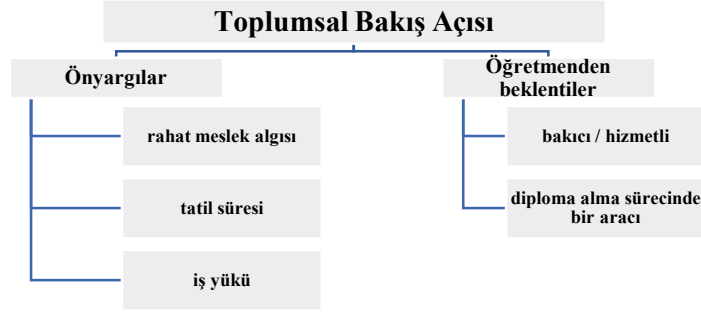 Toplumsal Bakış Açısı
Önyargılar
rahat meslek algısı
tatil süresi
iş yükü
Öğretmenden
beklentiler
bakıcı / hizmetli
diploma alma sürecinde
bir aracı